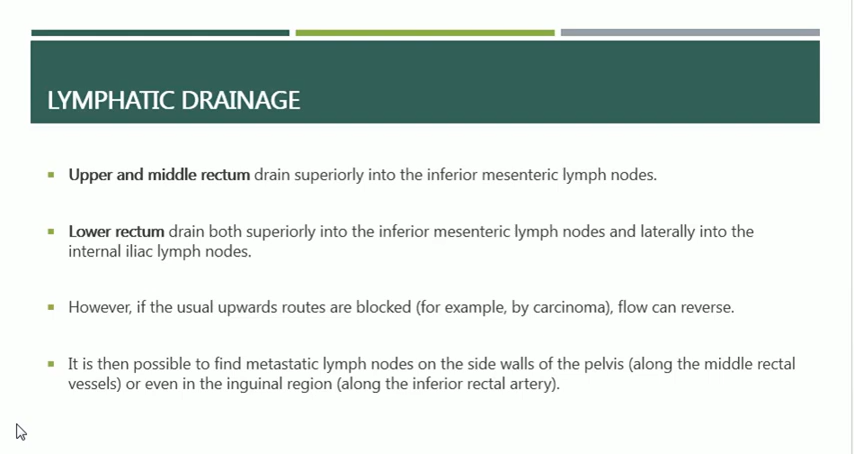 LYMPHATIC DRAINAGE
▪ Upper and middle rectum drain superiorly into the inferior mesenteric lymph nodes.
▪ Lower rectum drain both superiorly into the inferior mesenteric lymph nodes and laterally into the
internal iliac lymph nodes.
▪ However, if the usual upwards routes are blocked (for example, by carcinoma), flow can reverse.
▪ It is then possible to find metastatic lymph nodes on the side walls of the pelvis (along the middle rectal
vessels) or even in the inguinal region (along the inferior rectal artery).